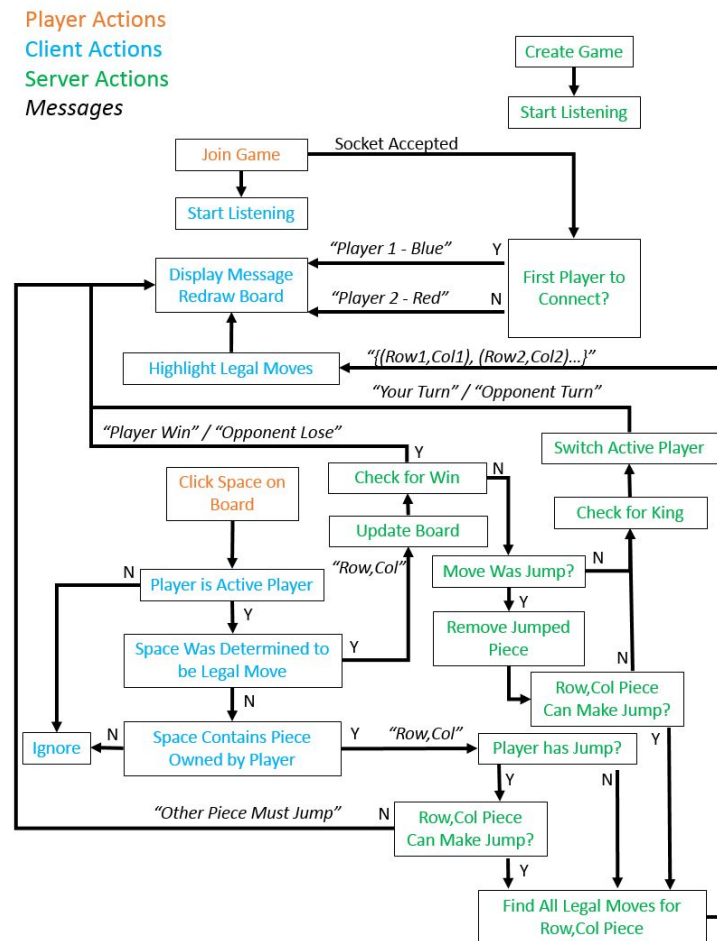 Player Actions
Client Actions
Server Actions
Messages
Create Game
Start Listening
Socket Accepted
Join Game
Start Listening
"Player 1 - Blue"
Y
Display Message
Redraw Board
First Player to
Connect?
"Player 2 - Red"
N
"{(Row1,Col1), (Row2,Col2)...}"
Highlight Legal Moves
"Your Turn" / "Opponent Turn"
"Player Win" / "Opponent Lose"
Y
Switch Active Player
N
Check for Win
Click Space on
Board
Check for King
Update Board
"Row,Col"
N
Player is Active Player
Move Was Jump?
N
Y
Y
Remove Jumped
Piece
Space Was Determined to
be Legal Move
Y
N
N
Row,Col Piece
Can Make Jump?
Ignore
N
Space Contains Piece
Owned by Player
Y
"Row,Col"
Player has Jump?
Y
Y
N
"Other Piece Must Jump"
N
Row,Col Piece
Can Make Jump?
Y
Find All Legal Moves for
Row,Col Piece